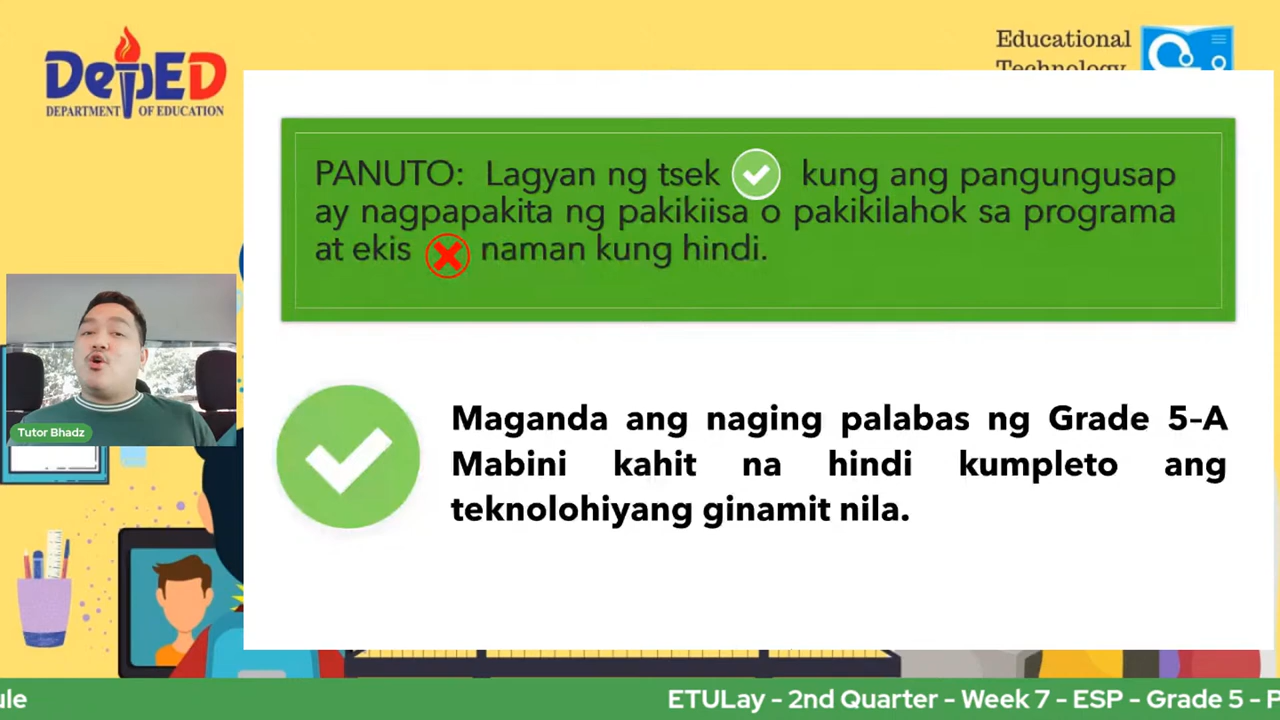 DepED
DEPARTMENT OF EDUCATION
Educational
Technology
PANUTO: Lagyan ng tsek kung ang pangungusap
ay nagpapakita ng pakikiisa o pakikilahok sa programa
at ekis naman kung hindi.
Tutor Bhadz
Maganda ang naging palabas ng Grade 5-A
Mabini kahit na hindi kumpleto ang
teknolohiyang ginamit nila.
ule ETULay - 2nd Quarter - Week 7 - ESP - Grade 5 - P